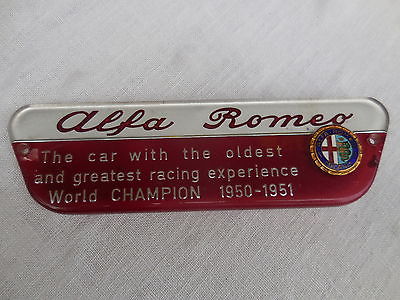 Alfa Romeo
The car with the oldest
and greatest racing experience
World CHAMPION 1950-1951